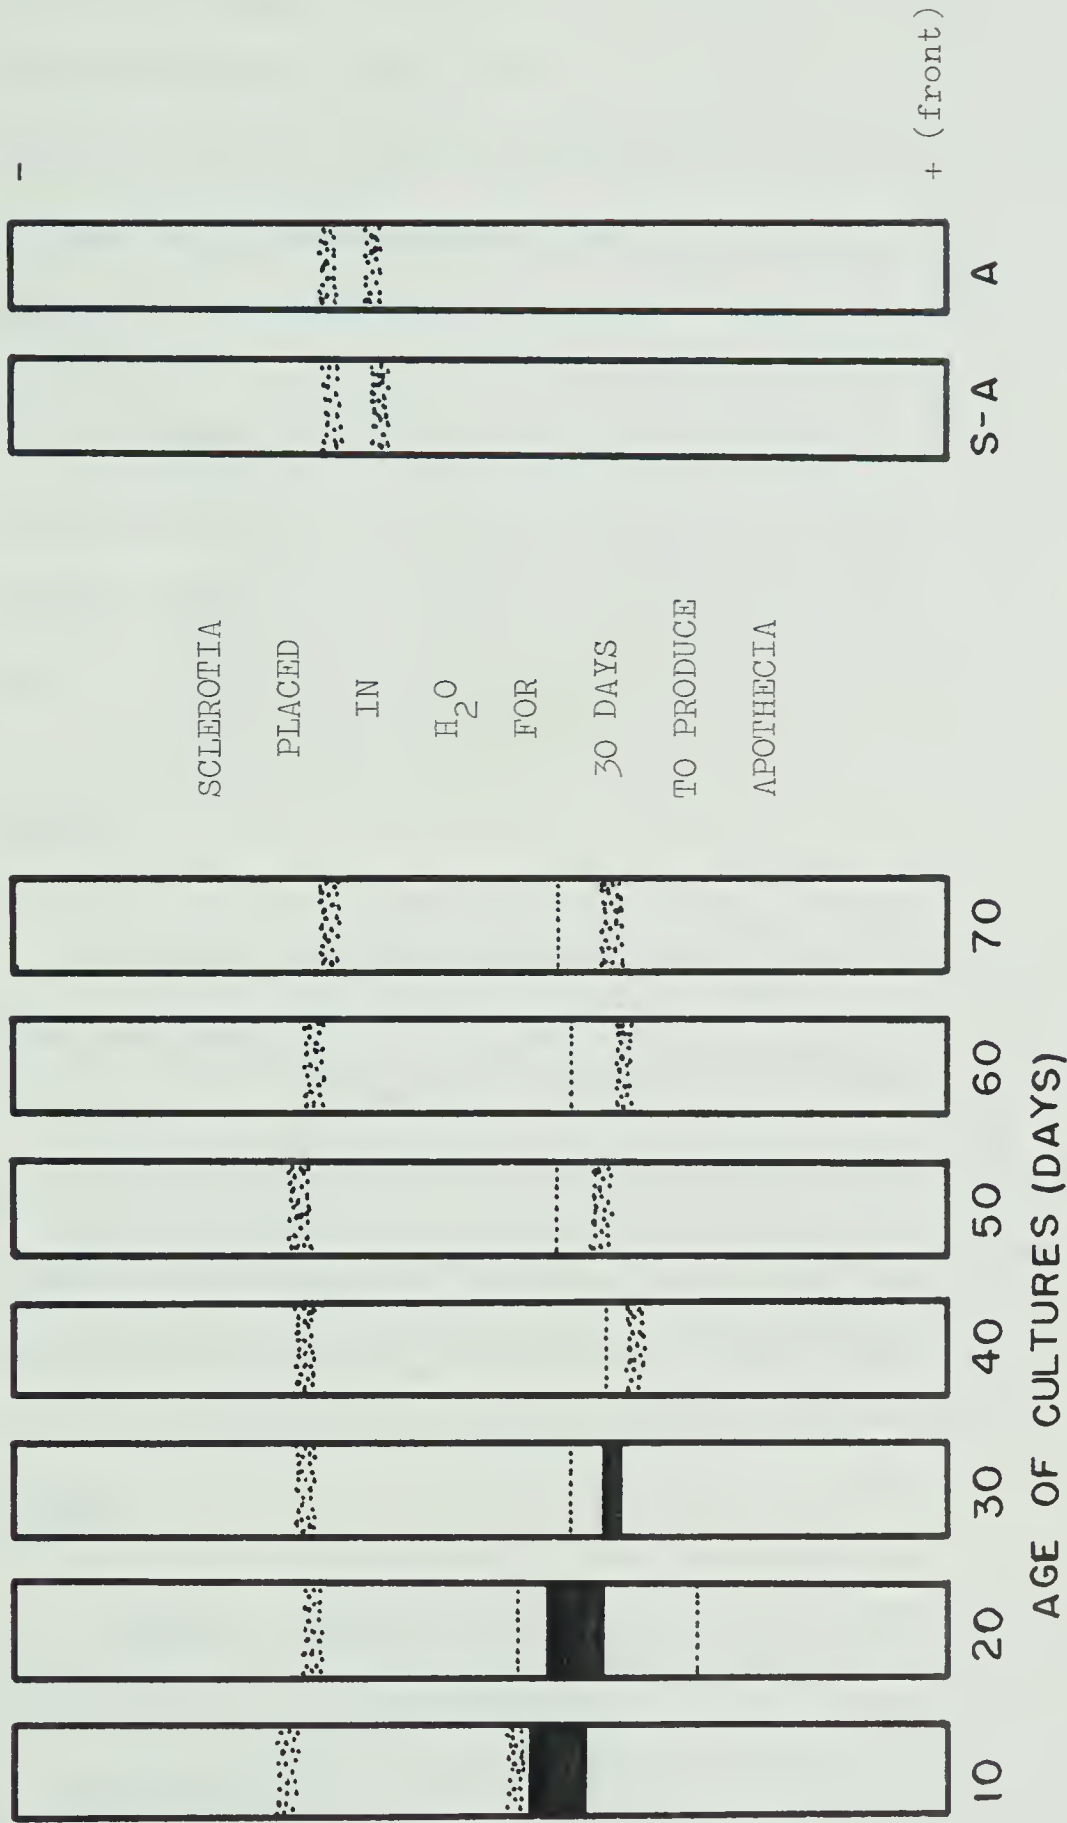 -
+ (front)
SCLEROTIA
PLACED
IN
H₂O
FOR
30 DAYS
TO PRODUCE
APOTHECIA
10 20 30 40 50 60 70 S-A A
AGE OF CULTURES (DAYS)